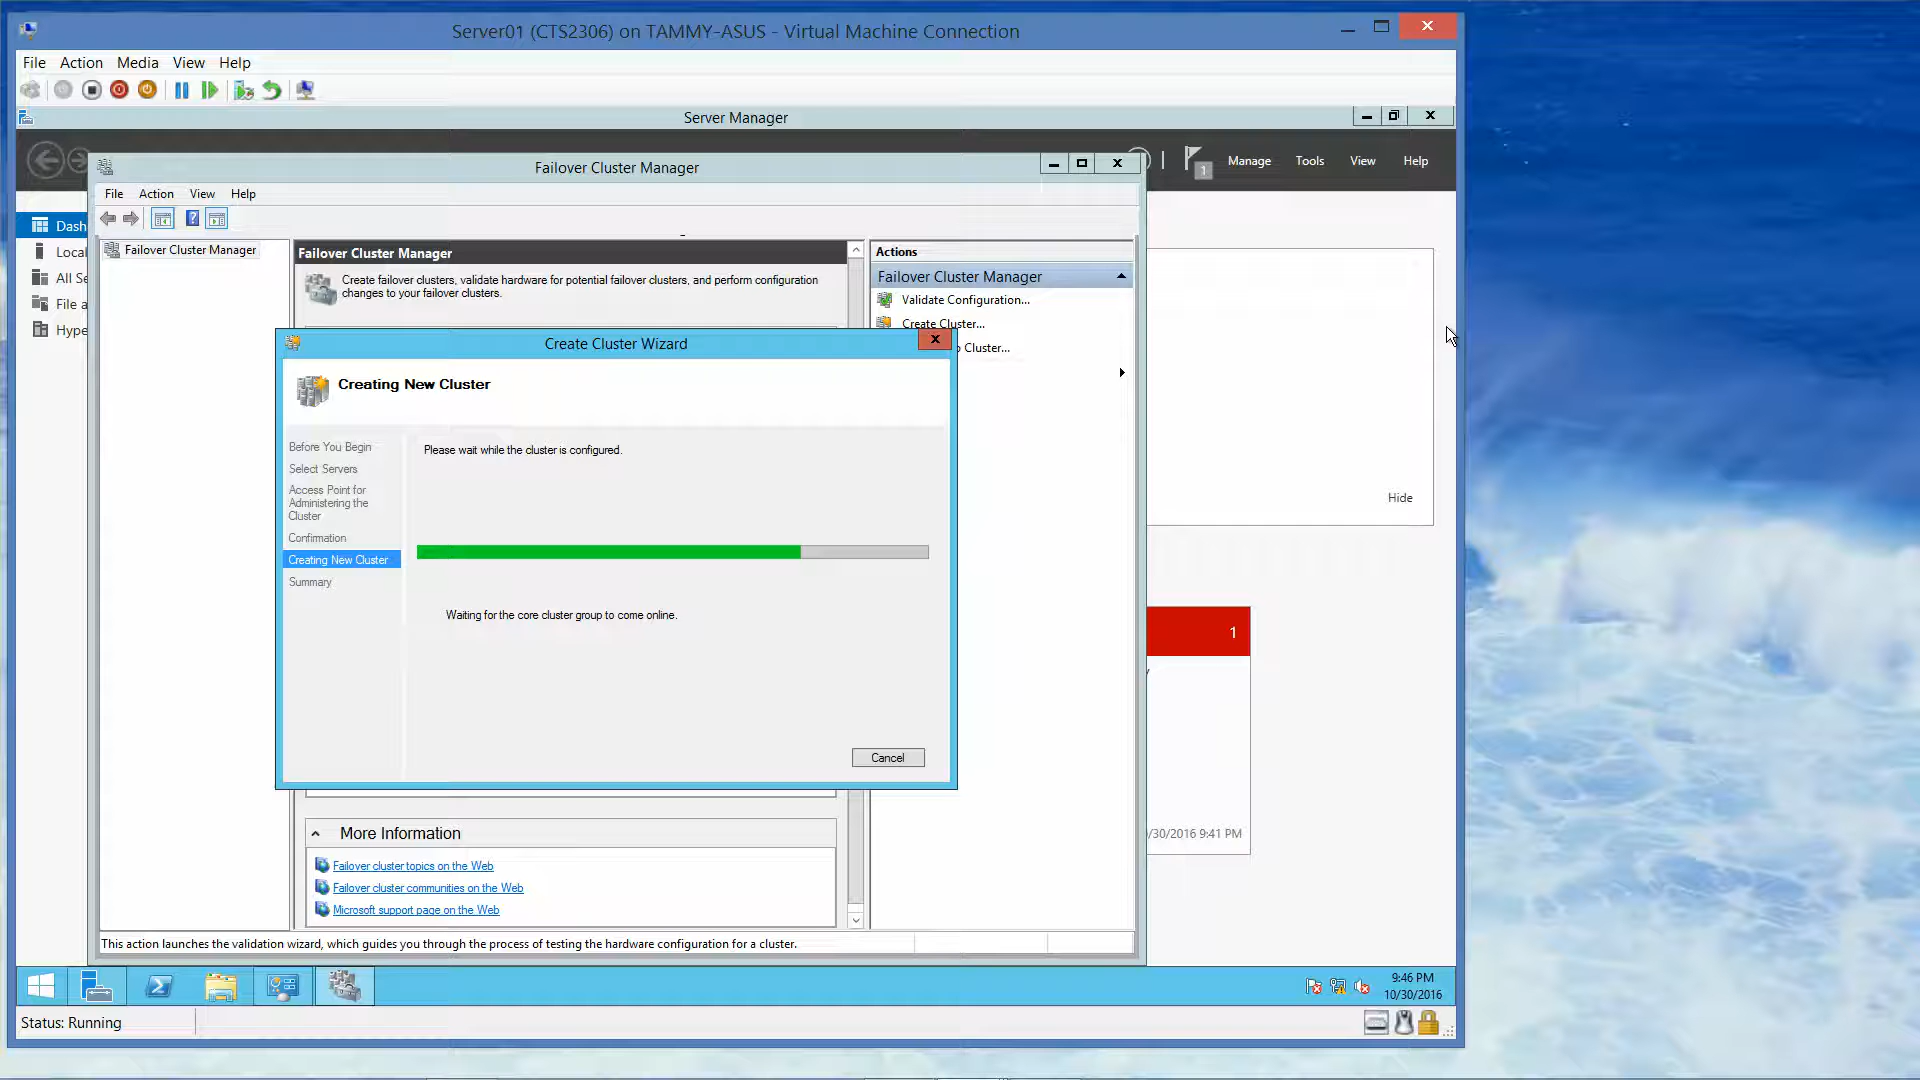 Server01 (CTS2306) on TAMMY-ASUS - Virtual Machine Connection
File Action Media View Help
Server Manager
Manage Tools View Help
1
Failover Cluster Manager
File Action View Help
Dash
Local
All Se
File a
Hype
Failover Cluster Manager
Failover Cluster Manager
Create failover clusters, validate hardware for potential failover clusters, and perform configuration
changes to your failover clusters.
Actions
Failover Cluster Manager
Validate Configuration...
Create Cluster...
Cluster...
Create Cluster Wizard
Creating New Cluster
Before You Begin
Select Servers
Access Point for
Administering the
Cluster
Confirmation
Creating New Cluster
Summary
Please wait while the cluster is configured.
Waiting for the core cluster group to come online.
Cancel
Hide
1
/30/2016 9:41 PM
More Information
Failover cluster topics on the Web
Failover cluster communities on the Web
Microsoft support page on the Web
This action launches the validation wizard, which guides you through the process of testing the hardware configuration for a cluster.
9:46 PM
10/30/2016
Status: Running